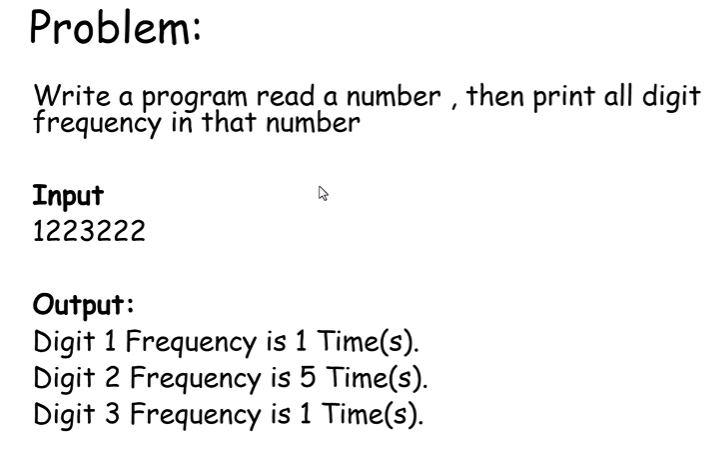 Problem:
Write a program read a number , then print all digit
frequency in that number
Input
1223222
Output:
Digit 1 Frequency is 1 Time(s).
Digit 2 Frequency is 5 Time(s).
Digit 3 Frequency is 1 Time(s).